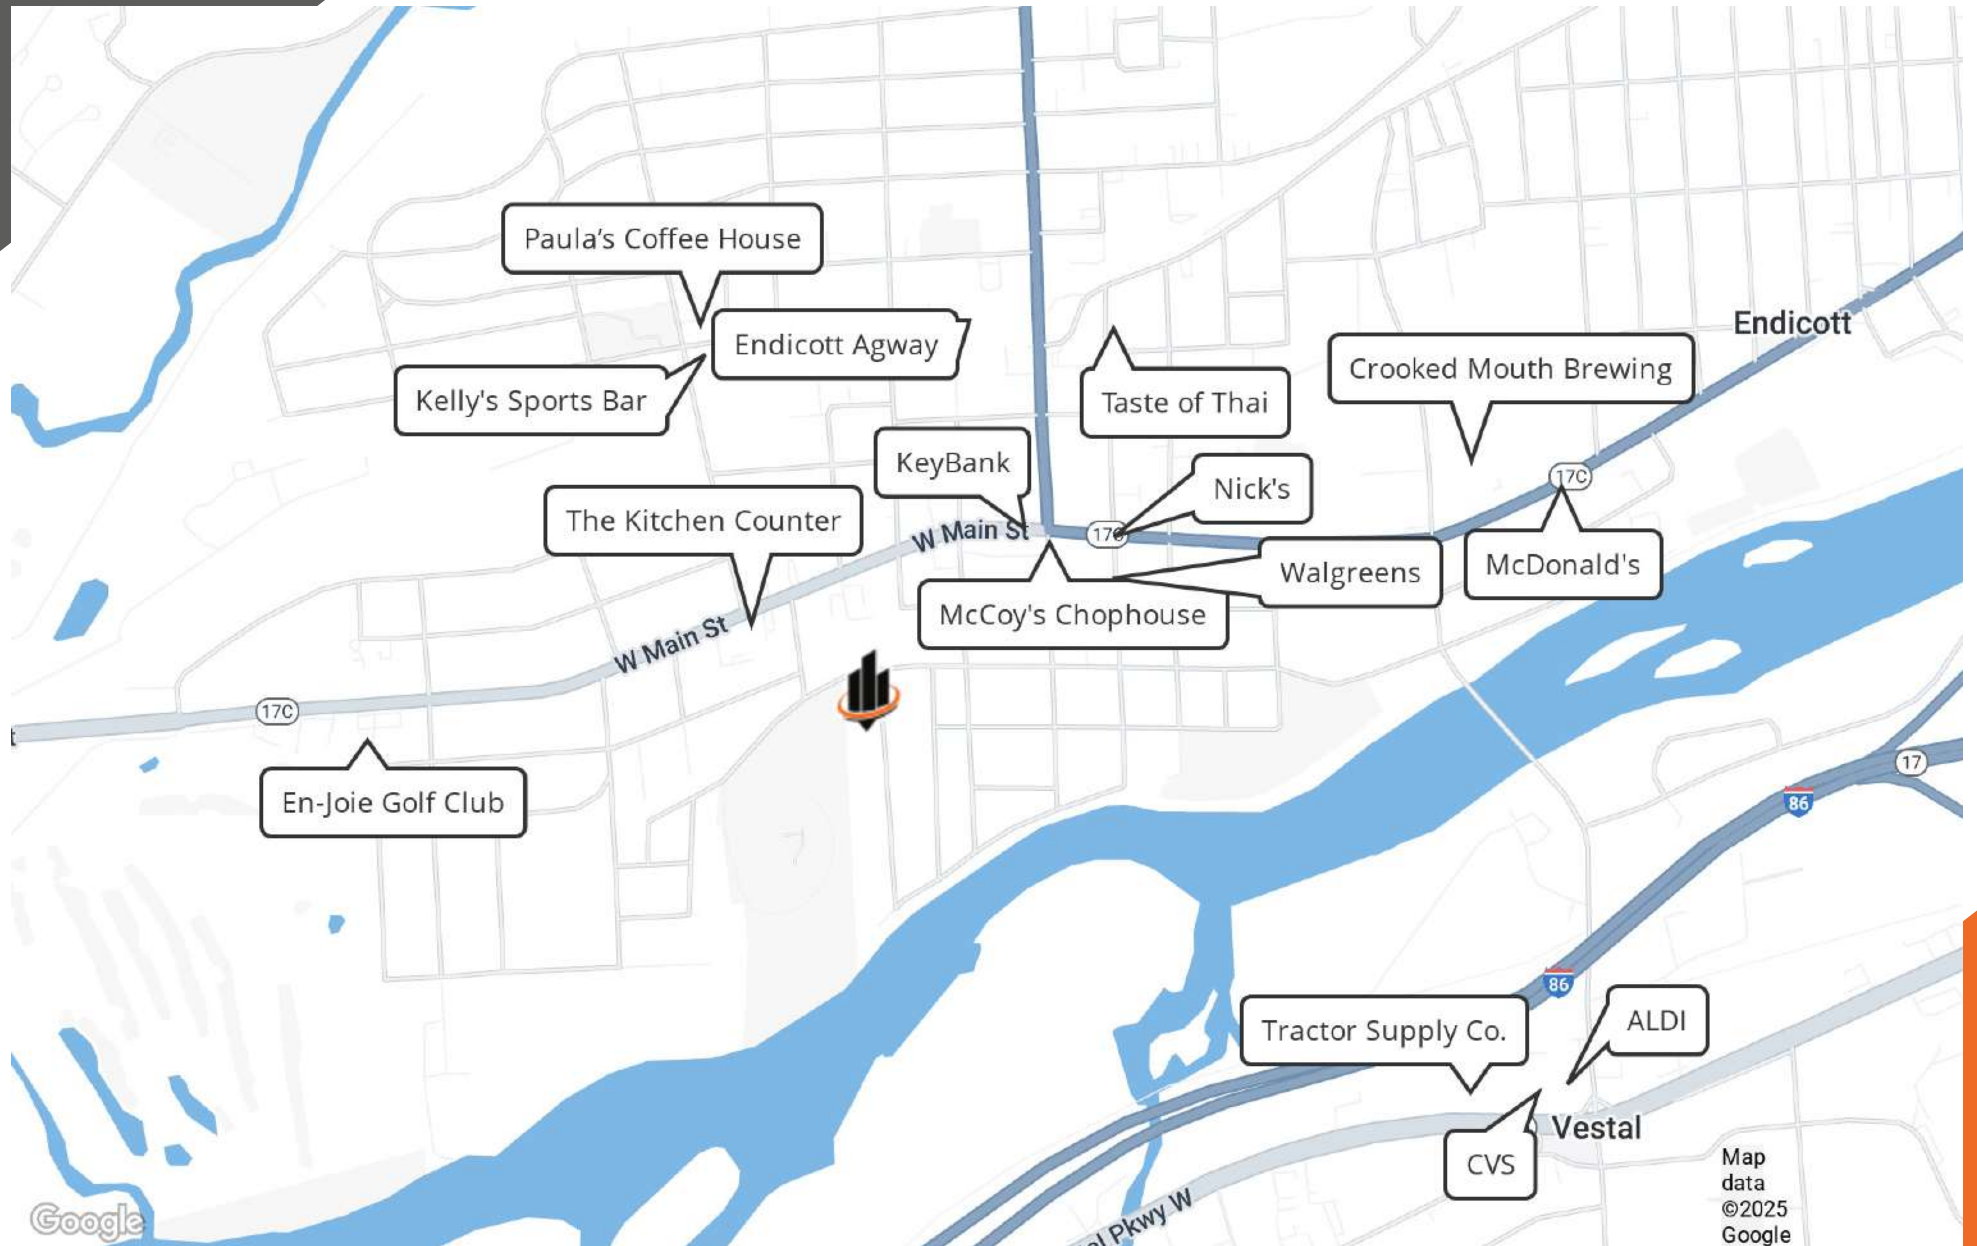 Paula's Coffee House
Endicott
Endicott Agway
Crooked Mouth Brewing
Kelly's Sports Bar
Taste of Thai
KeyBank
17C
Nick's
The Kitchen Counter
W Main St
17C
McDonald's
Walgreens
McCoy's Chophouse
W Main St
17C
17
86
En-Joie Golf Club
86
Tractor Supply Co.
ALDI
Vestal
CVS
Map
data
©2025
Google
Pkwy W
Google